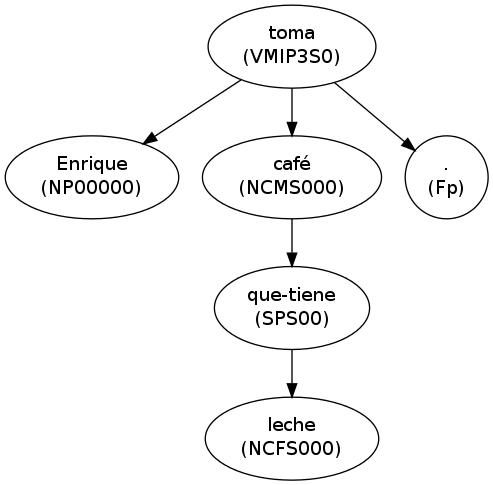 toma
(VMIP3S0)
Enrique
(NP00000)
café
(NCMS000)
.
(Fp)
que-tiene
(SPS00)
leche
(NCFS000)